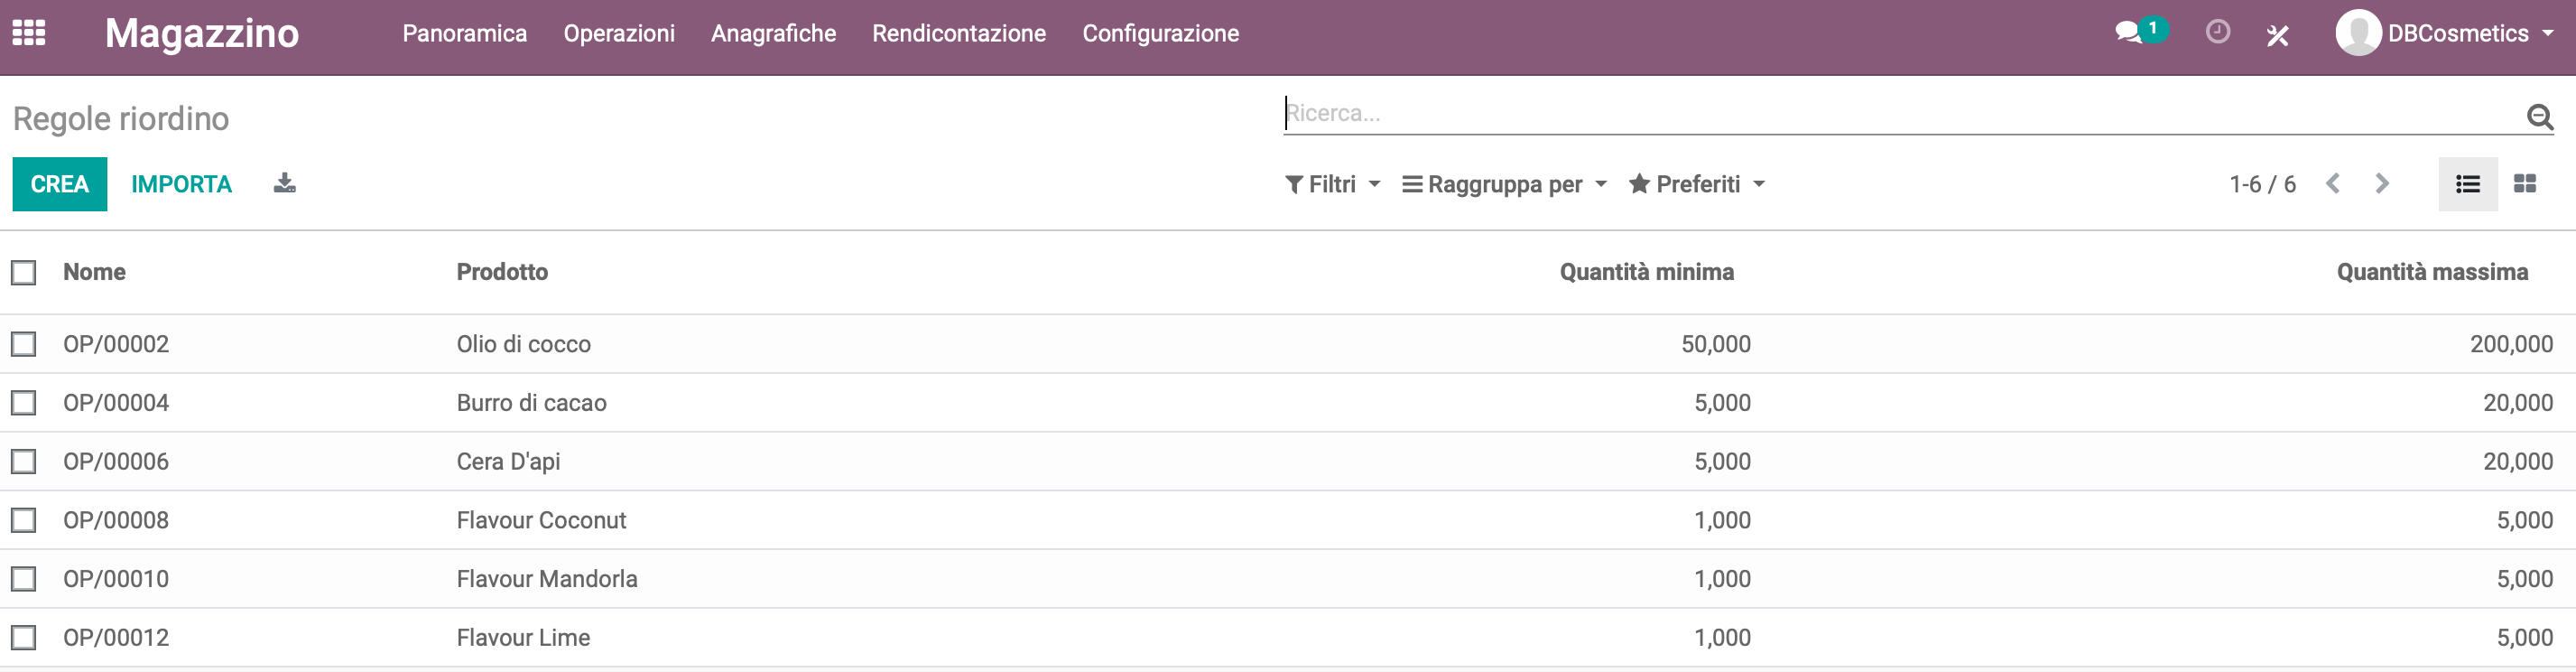 Magazzino Panoramica Operazioni Anagrafiche Rendicontazione Configurazione 1 DBCosmetics
Regole riordino Ricerca...
CREA IMPORTA Filtri Raggruppa per Preferiti 1-6 / 6
Nome Prodotto Quantità minima Quantità massima
OP/00002 Olio di cocco 50,000 200,000
OP/00004 Burro di cacao 5,000 20,000
OP/00006 Cera D'api 5,000 20,000
OP/00008 Flavour Coconut 1,000 5,000
OP/00010 Flavour Mandorla 1,000 5,000
OP/00012 Flavour Lime 1,000 5,000